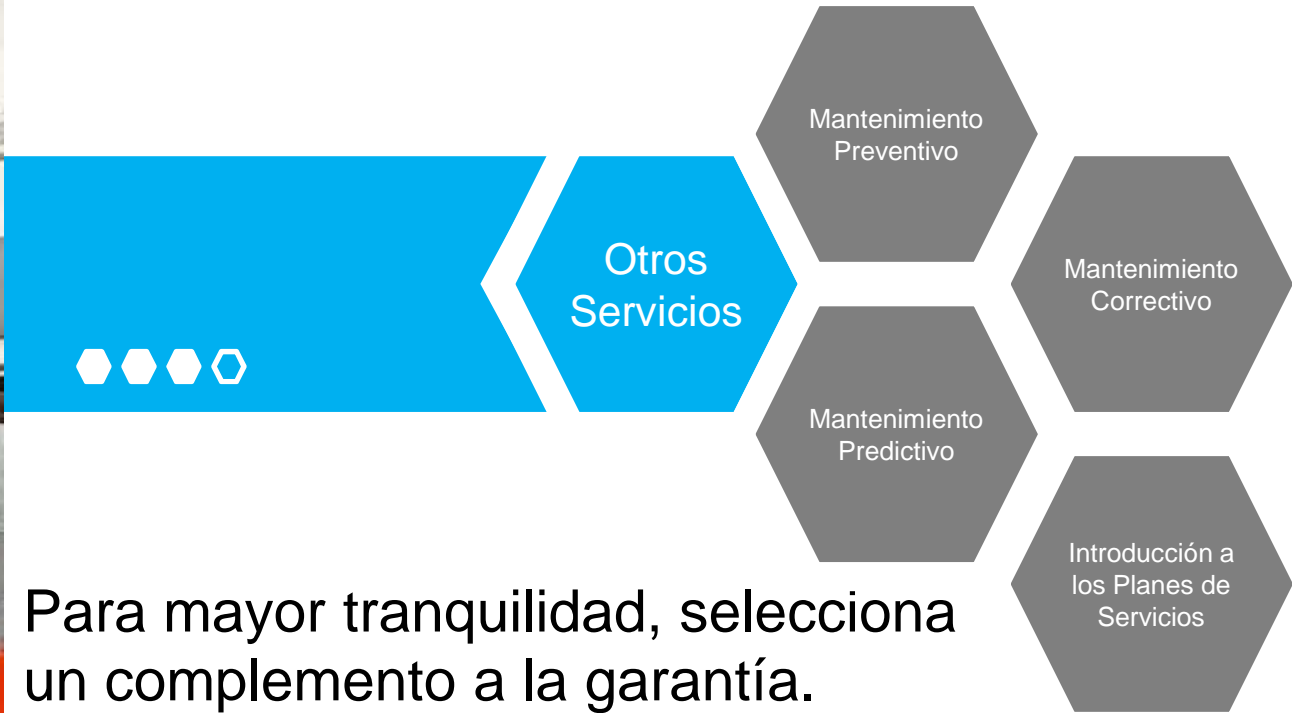 Otros
Servicios
Mantenimiento
Preventivo
Mantenimiento
Correctivo
Mantenimiento
Predictivo
Introducción a
los Planes de
Servicios
Para mayor tranquilidad, selecciona
un complemento a la garantía.